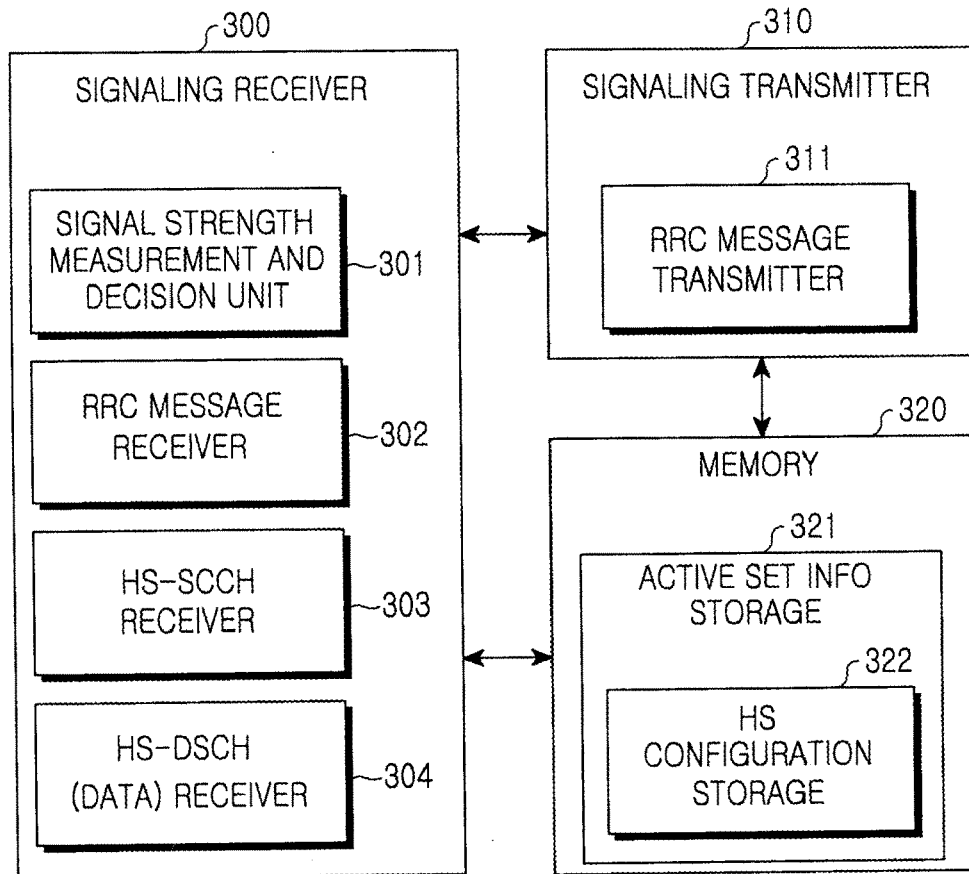 300
SIGNALING RECEIVER
SIGNAL STRENGTH
MEASUREMENT AND
DECISION UNIT
301
RRC MESSAGE
RECEIVER
302
HS-SCCH
RECEIVER
303
HS-DSCH
(DATA) RECEIVER
304
310
SIGNALING TRANSMITTER
311
RRC MESSAGE
TRANSMITTER
320
MEMORY
321
ACTIVE SET INFO
STORAGE
322
HS
CONFIGURATION
STORAGE